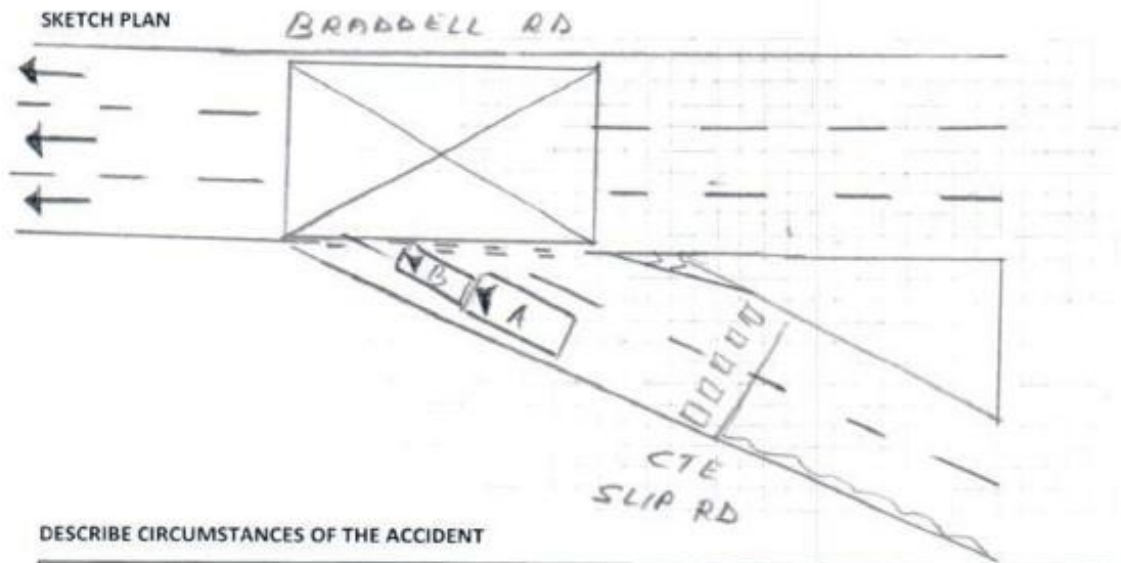 SKETCH PLAN
BRADDELL RD
B
A
CTE
SLIP RD
DESCRIBE CIRCUMSTANCES OF THE ACCIDENT